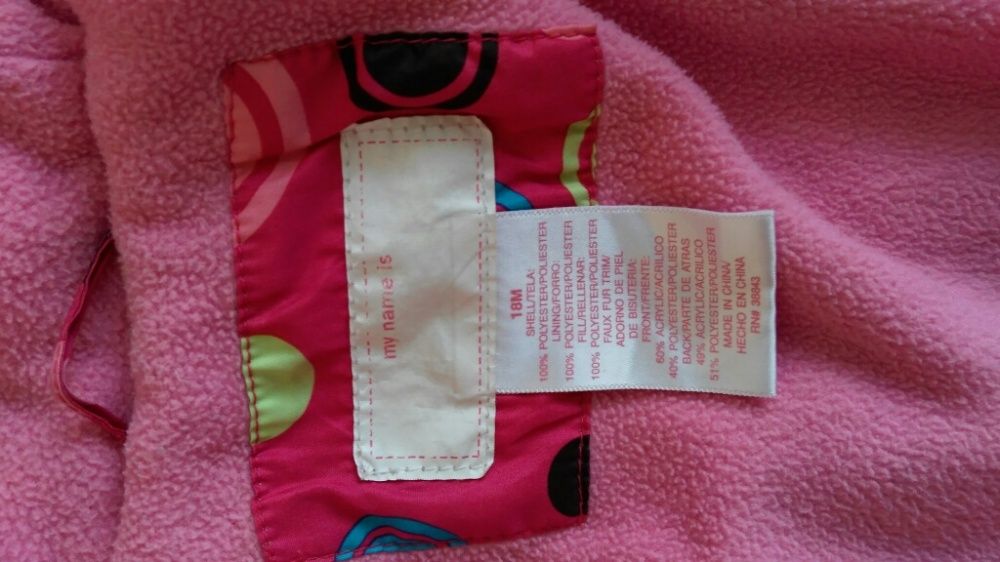 my name is
18M
SHELL/TELA:
100% POLYESTER/POLIESTER
LINING/FORRO:
100% POLYESTER/POLIESTER
FILL/RELLENAR:
100% POLYESTER/POLIESTER
FAUX FUR TRIM/
ADORNO DE PIEL
DE BISUTERIA:
FRONT/FRENTE:
60% ACRYLIC/ACRILICO
40% POLYESTER/POLIESTER
BACK/PARTE DE ATRAS
49% ACRYLIC/ACRILICO
51% POLYESTER/POLIESTER
MADE IN CHINA/
HECHO EN CHINA
RN# 38943